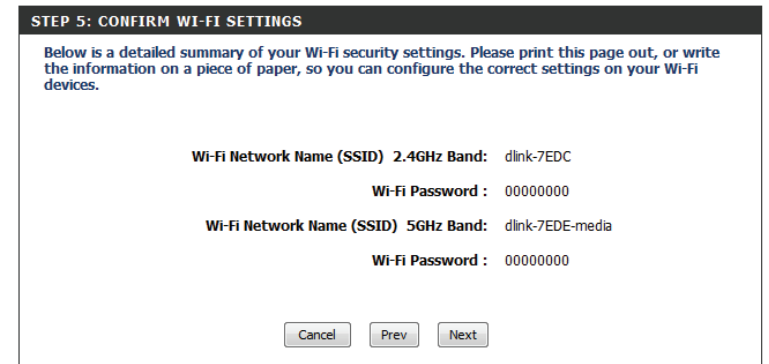 STEP 5: CONFIRM WI-FI SETTINGS
Below is a detailed summary of your Wi-Fi security settings. Please print this page out, or write
the information on a piece of paper, so you can configure the correct settings on your Wi-Fi
devices.
Wi-Fi Network Name (SSID) 2.4GHz Band: dlink-7EDC
Wi-Fi Password : 00000000
Wi-Fi Network Name (SSID) 5GHz Band: dlink-7EDE-media
Wi-Fi Password : 00000000
Cancel Prev Next